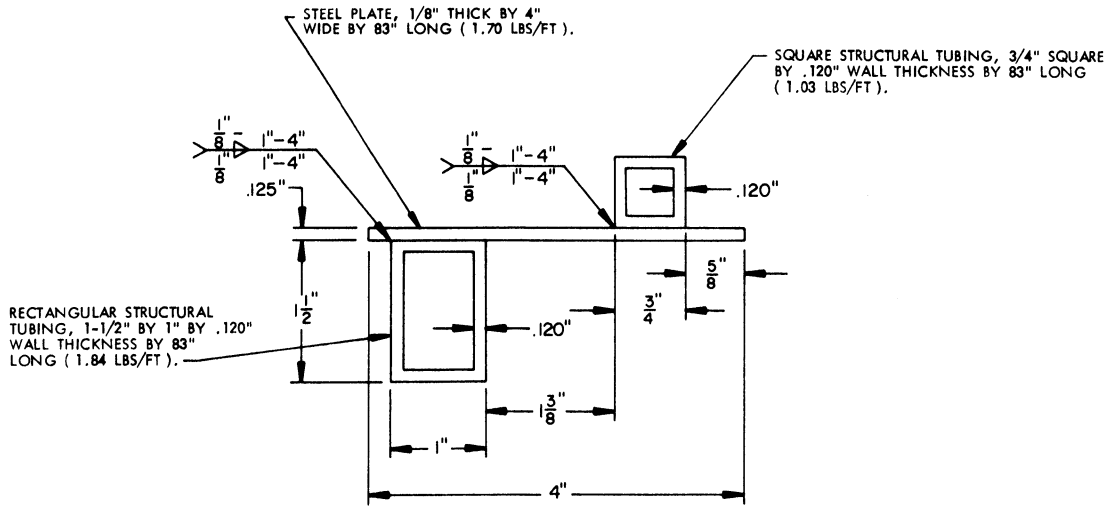 STEEL PLATE, 1/8" THICK BY 4"
WIDE BY 83" LONG ( 1.70 LBS/FT ).
SQUARE STRUCTURAL TUBING, 3/4" SQUARE
BY .120" WALL THICKNESS BY 83" LONG
( 1.03 LBS/FT ).
1/8" 1"-4"
1/8" 1"-4"
1/8" 1"-4"
1/8" 1"-4"
.125"
.120"
5/8"
3/4"
1 1/2"
RECTANGULAR STRUCTURAL
TUBING, 1-1/2" BY 1" BY .120"
WALL THICKNESS BY 83"
LONG ( 1.84 LBS/FT ).
.120"
1 3/8"
1"
4"